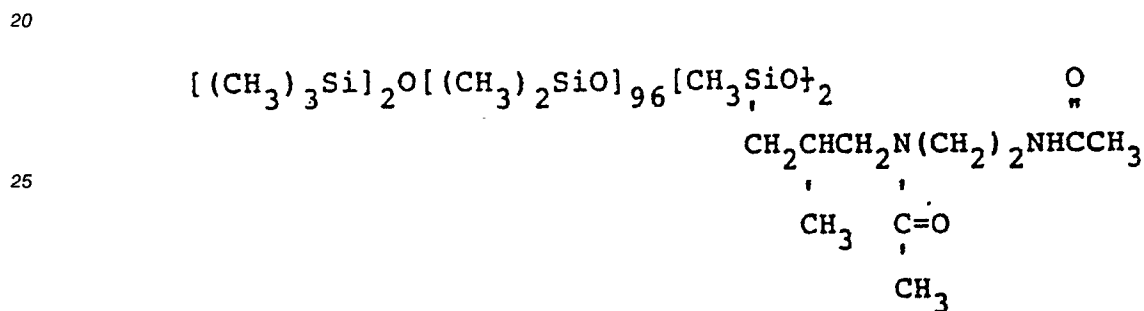 20
[(CH₃)₃Si]₂O[(CH₃)₂SiO]₉₆[CH₃SiO]₂ O
CH₂CHCH₂N(CH₂)₂NHCCH₃
25
CH₃ C=O
CH₃